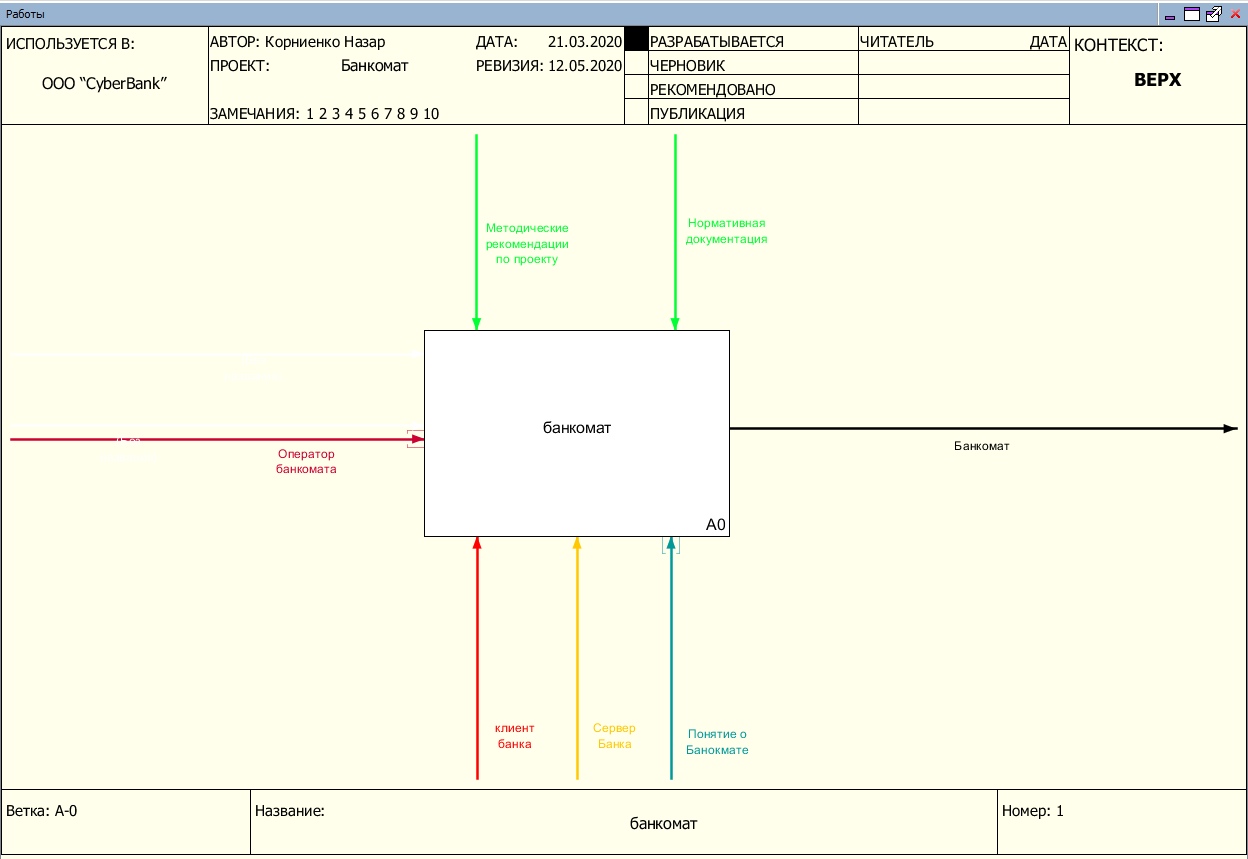 Работы
ИСПОЛЬЗУЕТСЯ В:
ООО “CyberBank”
АВТОР: Корниенко Назар
ДАТА: 21.03.2020
ПРОЕКТ: Банкомат
РЕВИЗИЯ: 12.05.2020
ЗАМЕЧАНИЯ: 1 2 3 4 5 6 7 8 9 10
РАЗРАБАТЫВАЕТСЯ
ЧЕРНОВИК
РЕКОМЕНДОВАНО
ПУБЛИКАЦИЯ
ЧИТАТЕЛЬ ДАТА
КОНТЕКСТ:
ВЕРХ
Методические
рекомендации
по проекту
Нормативная
документация
Оператор
банкомата
банкомат
A0
Банкомат
клиент
банка
Сервер
Банка
Понятие о
Банокмате
Ветка: A-0
Название:
банкомат
Номер: 1